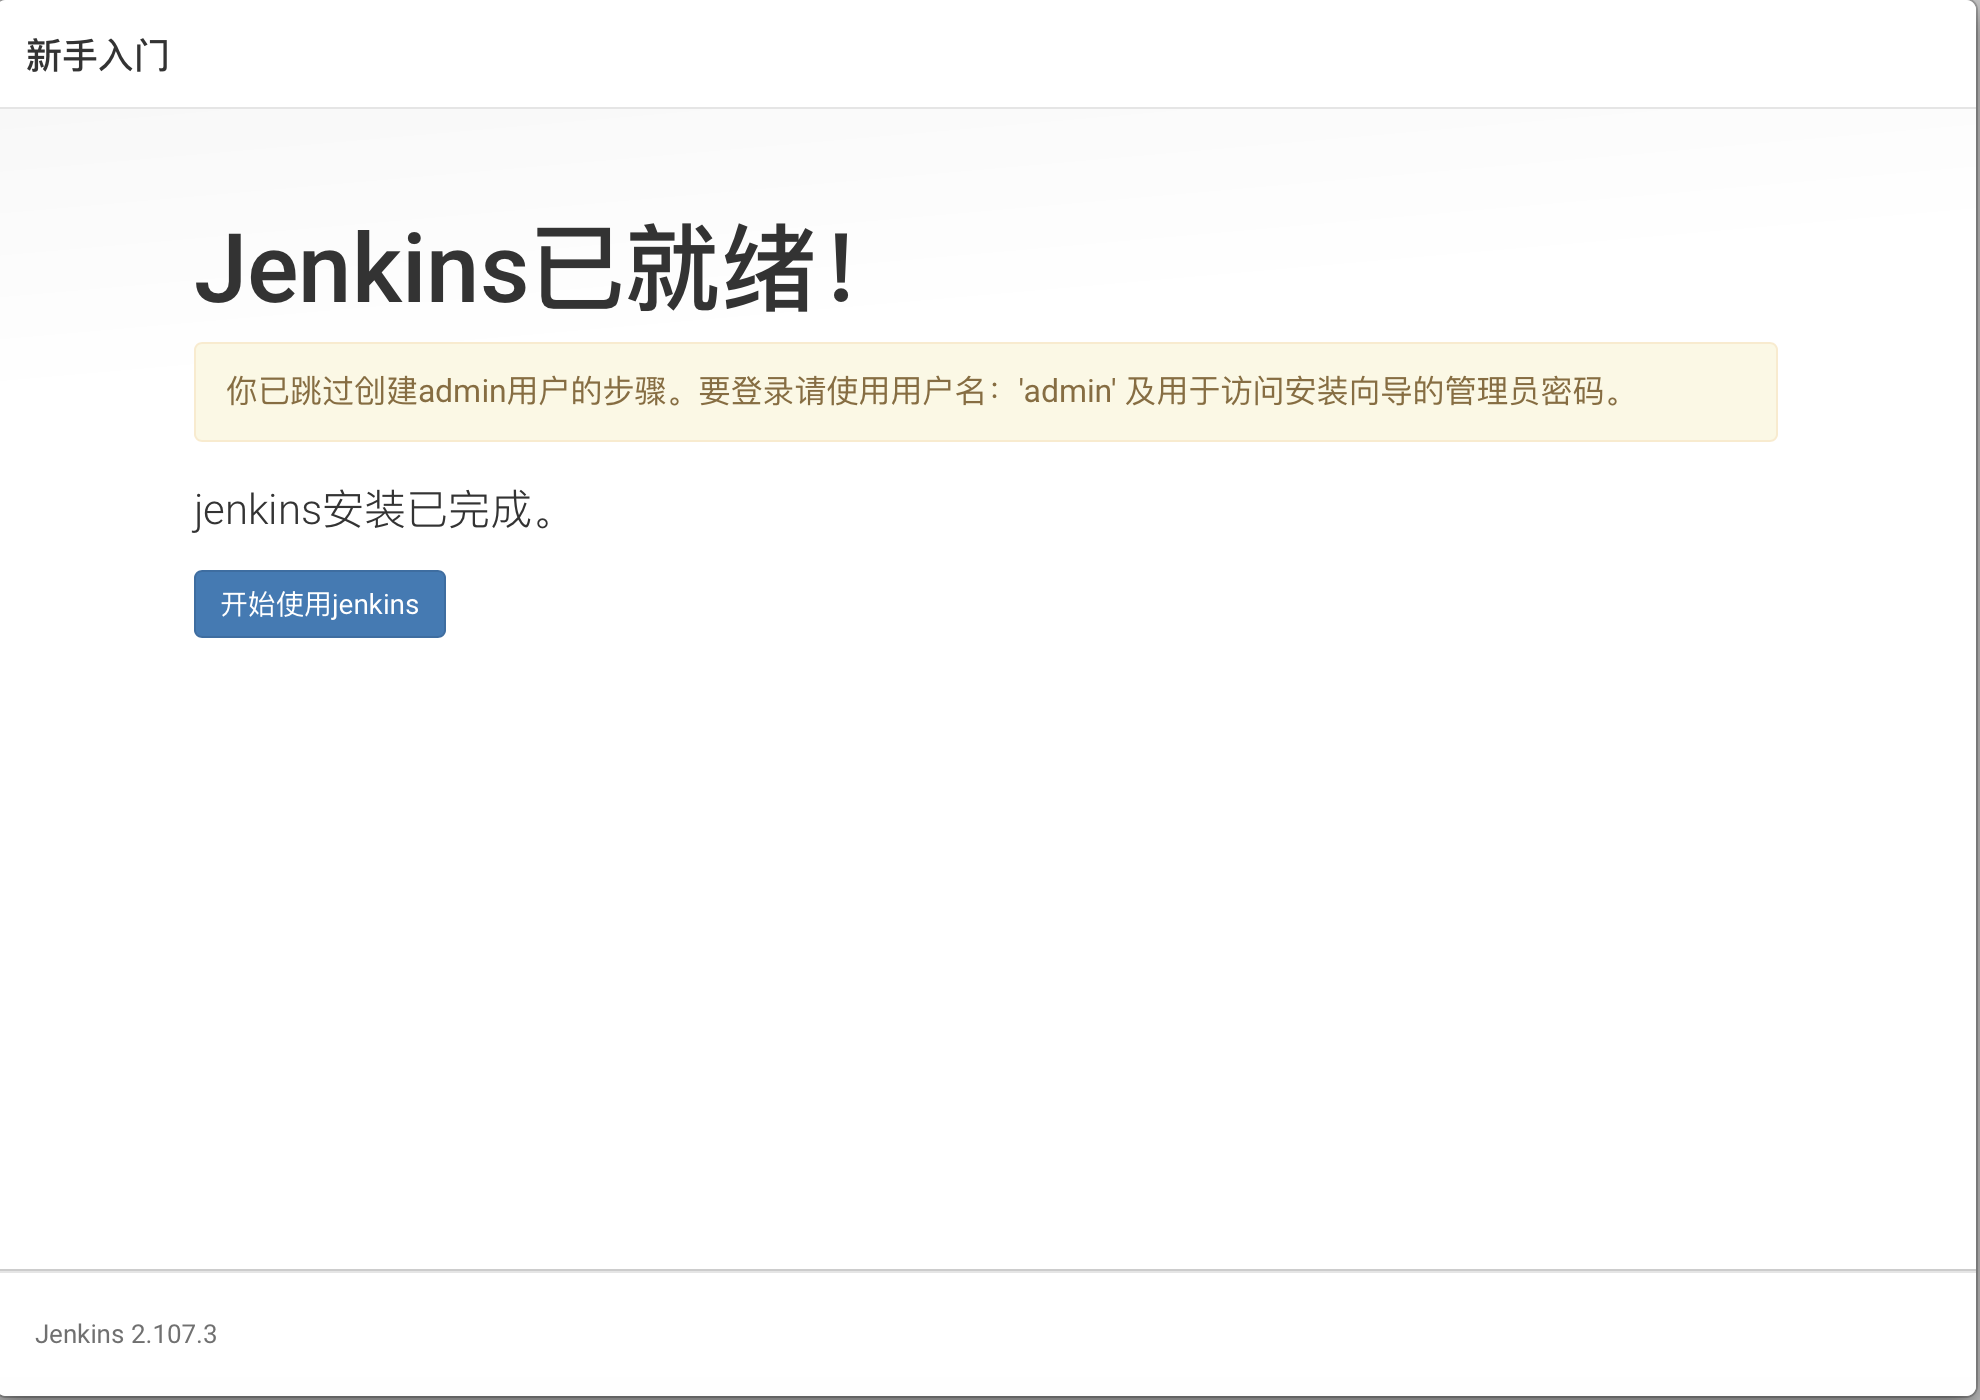 新手入门
Jenkins已就绪！
你已跳过创建admin用户的步骤。要登录请使用用户名：'admin' 及用于访问安装向导的管理员密码。
jenkins安装已完成。
开始使用jenkins
Jenkins 2.107.3